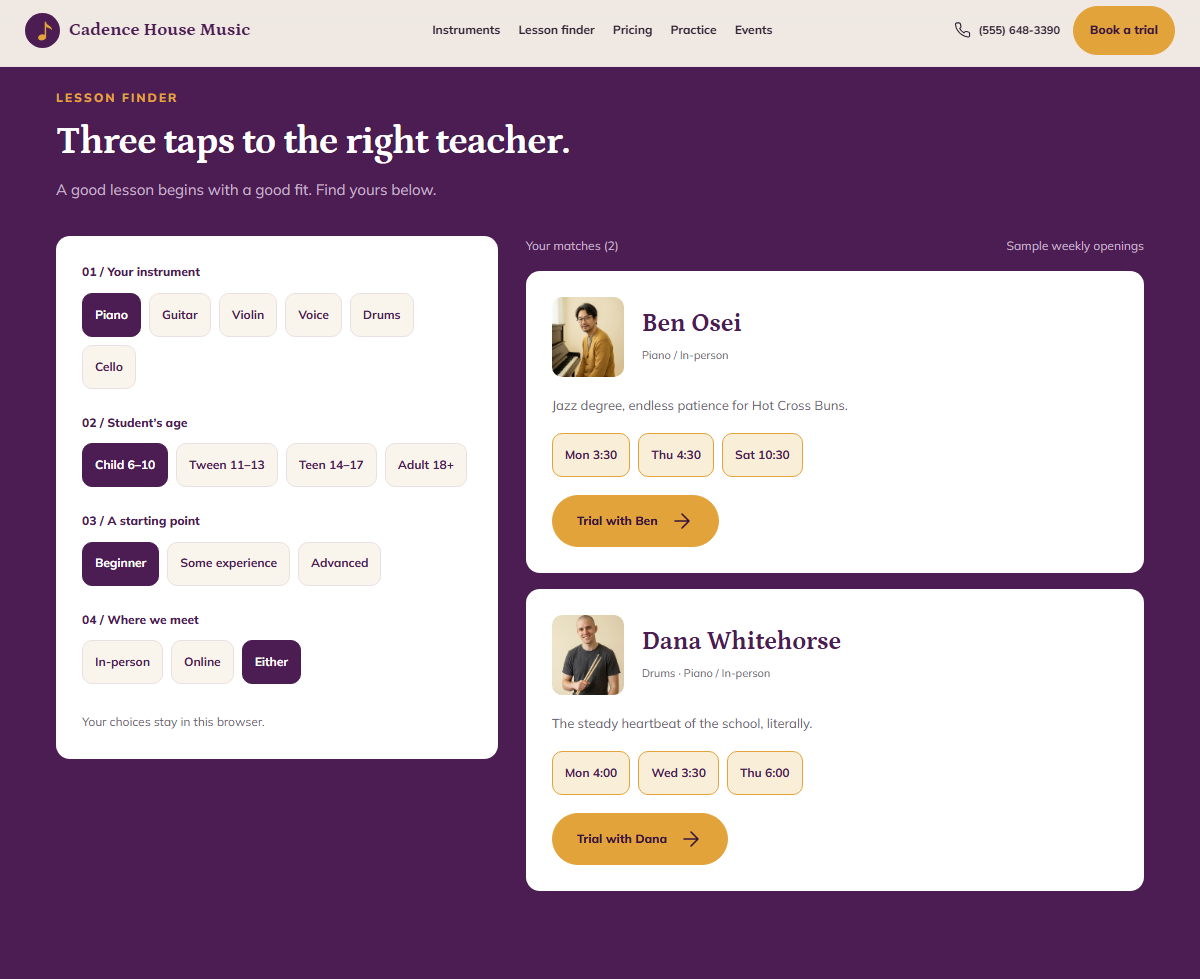 Cadence House Music
Instruments Lesson finder Pricing Practice Events
(555) 648-3390
Book a trial
LESSON FINDER
Three taps to the right teacher.
A good lesson begins with a good fit. Find yours below.
01 / Your instrument
Piano Guitar Violin Voice Drums
Cello
02 / Student’s age
Child 6–10 Tween 11–13 Teen 14–17 Adult 18+
03 / A starting point
Beginner Some experience Advanced
04 / Where we meet
In-person Online Either
Your choices stay in this browser.
Your matches (2) Sample weekly openings
Ben Osei
Piano / In-person
Jazz degree, endless patience for Hot Cross Buns.
Mon 3:30 Thu 4:30 Sat 10:30
Trial with Ben
Dana Whitehorse
Drums · Piano / In-person
The steady heartbeat of the school, literally.
Mon 4:00 Wed 3:30 Thu 6:00
Trial with Dana